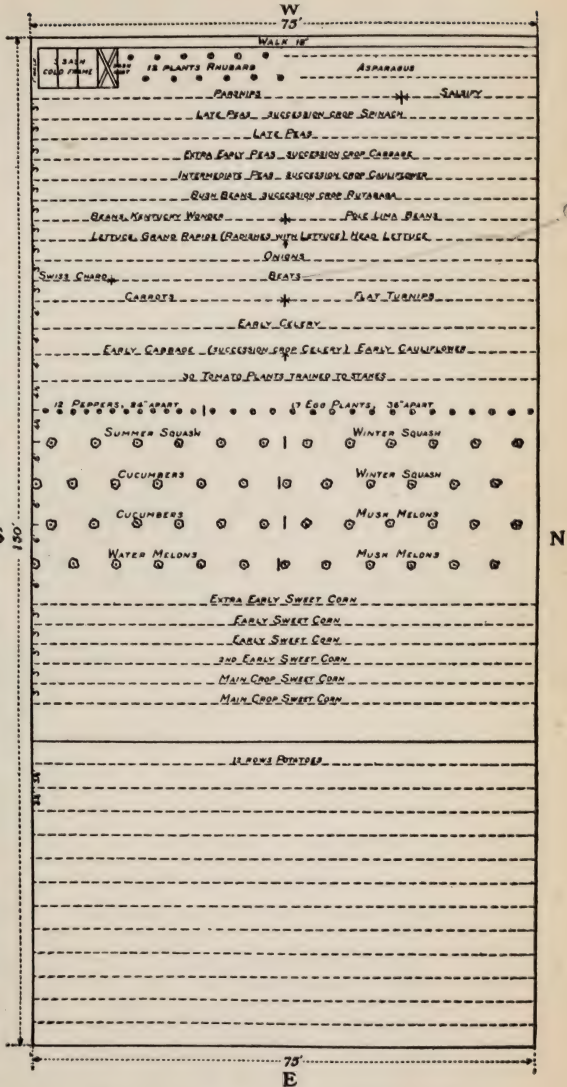 W
75'
WALK 18"
3 SASH
COLD FRAME
12 PLANTS RHUBARB
ASPARAGUS
PARSNIPS
SALSIFY
LATE PEAS SUCCESSION CROP SPINACH
LATE PEAS
EXTRA EARLY PEAS SUCCESSION CROP CABBAGE
INTERMEDIATE PEAS SUCCESSION CROP CAULIFLOWER
BUSH BEANS SUCCESSION CROP RUTABAGA
BEANS, KENTUCKY WONDER
POLE LIMA BEANS
LETTUCE, GRAND RAPIDS (RADISHES WITH LETTUCE) HEAD LETTUCE
ONIONS
SWISS CHARD
BEATS
CARROTS
FLAT TURNIPS
EARLY CELERY
EARLY CABBAGE (SUCCESSION CROP CELERY) EARLY CAULIFLOWER
30 TOMATO PLANTS TRAINED TO STAKES
12 PEPPERS, 24" APART
17 EGG PLANTS, 36" APART
SUMMER SQUASH
WINTER SQUASH
CUCUMBERS
WINTER SQUASH
S
150'
N
CUCUMBERS
MUSK MELONS
WATER MELONS
MUSK MELONS
EXTRA EARLY SWEET CORN
EARLY SWEET CORN
EARLY SWEET CORN
2ND EARLY SWEET CORN
MAIN CROP SWEET CORN
MAIN CROP SWEET CORN
12 ROWS POTATOES
75'
E